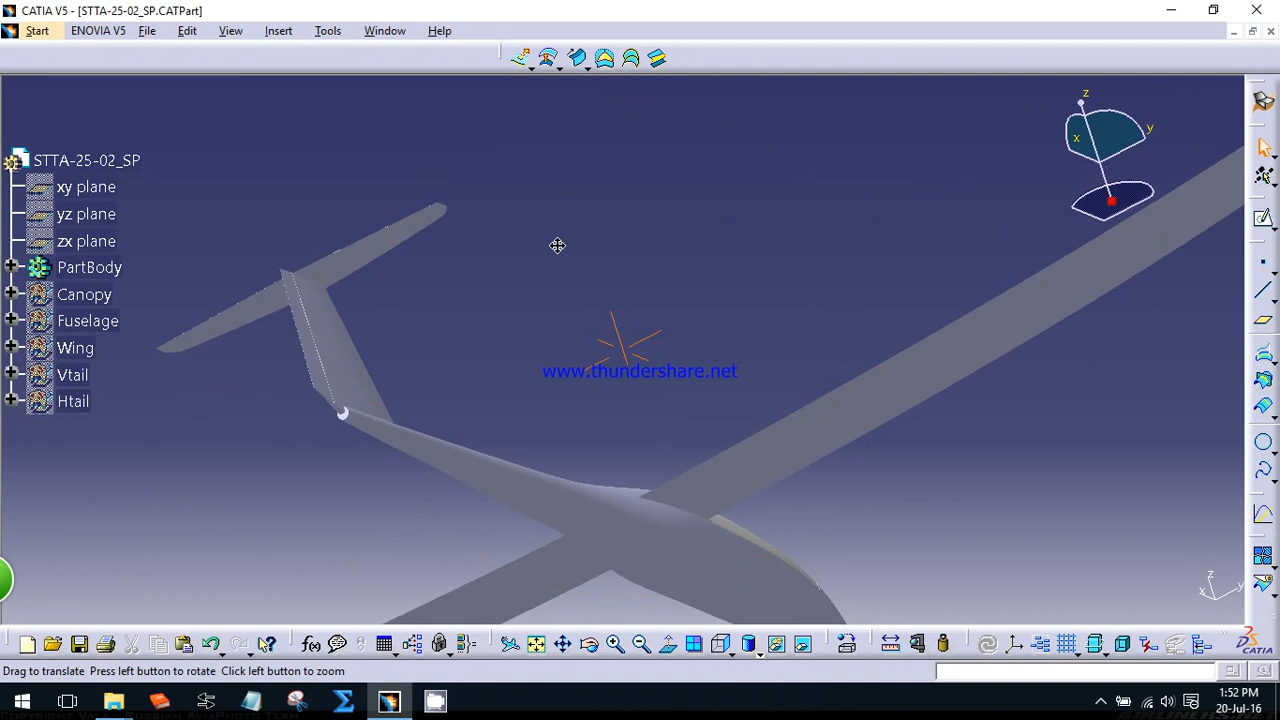 CATIA V5 - [STTA-25-02_SP.CATPart]
Start ENOVIA V5 File Edit View Insert Tools Window Help
z
x y
STTA-25-02_SP
xy plane
yz plane
zx plane
PartBody
Canopy
Fuselage
Wing
Vtail
Htail
www.thundershare.net
z
x y
f(x)
CATIA
Drag to translate Press left button to rotate Click left button to zoom
1:52 PM
20-Jul-16